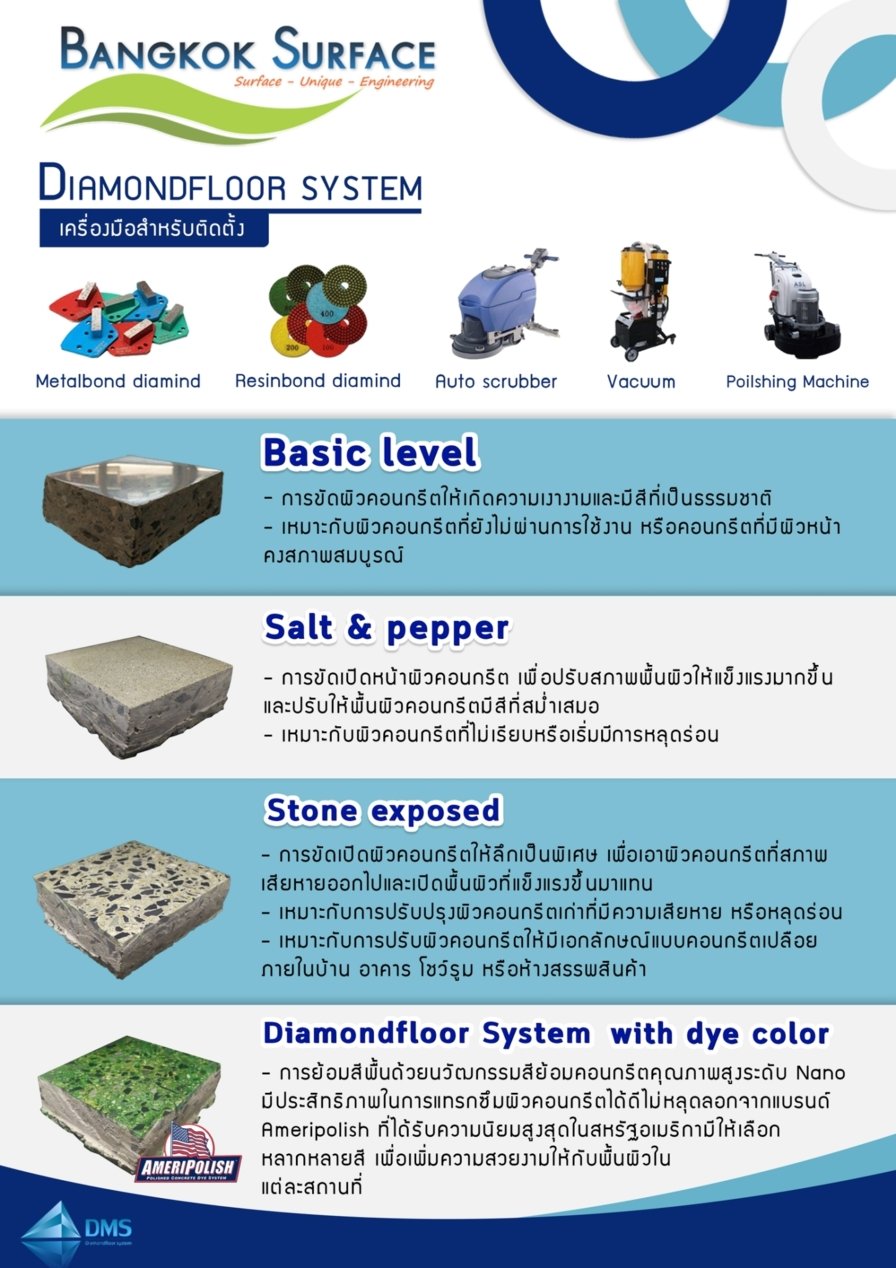 BANGKOK SURFACE
Surface - Unique - Engineering
DIAMONDFLOOR SYSTEM
เครื่องมือสำหรับติดตั้ง
400
200
100
ASL
Metalbond diamind
Resinbond diamind
Auto scrubber
Vacuum
Poilshing Machine
Basic level
- การขัดผิวคอนกรีตให้เกิดความเงางามและมีสีที่เป็นธรรมชาติ
- เหมาะกับผิวคอนกรีตที่ยังไม่ผ่านการใช้งาน หรือคอนกรีตที่มีผิวหน้า
คงสภาพสมบูรณ์
Salt & pepper
- การขัดเปิดหน้าผิวคอนกรีต เพื่อปรับสภาพพื้นผิวให้แข็งแรงมากขึ้น
และปรับให้พื้นผิวคอนกรีตมีสีที่สม่ำเสมอ
- เหมาะกับผิวคอนกรีตที่ไม่เรียบหรือเริ่มมีการหลุดร่อน
Stone exposed
- การขัดเปิดผิวคอนกรีตให้ลึกเป็นพิเศษ เพื่อเอาผิวคอนกรีตที่สภาพ
เสียหายออกไปและเปิดพื้นผิวที่แข็งแรงขึ้นมาแทน
- เหมาะกับการปรับปรุงผิวคอนกรีตเก่าที่มีความเสียหาย หรือหลุดร่อน
- เหมาะกับการปรับผิวคอนกรีตให้มีเอกลักษณ์แบบคอนกรีตเปลือย
ภายในบ้าน อาคาร โชว์รูม หรือห้างสรรพสินค้า
Diamondfloor System with dye color
- การย้อมสีพื้นด้วยนวัฒกรรมสีย้อมคอนกรีตคุณภาพสูงระดับ Nano
มีประสิทธิภาพในการแทรกซึมผิวคอนกรีตได้ดีไม่หลุดลอกจากแบรนด์
Ameripolish ที่ได้รับความนิยมสูงสุดในสหรัฐอเมริกามีให้เลือก
หลากหลายสี เพื่อเพิ่มความสวยงามให้กับพื้นผิวใน
แต่ละสถานที่
AMERIPOLISH
POLISHED CONCRETE DYE SYSTEM
DMS
Diamondfloor system